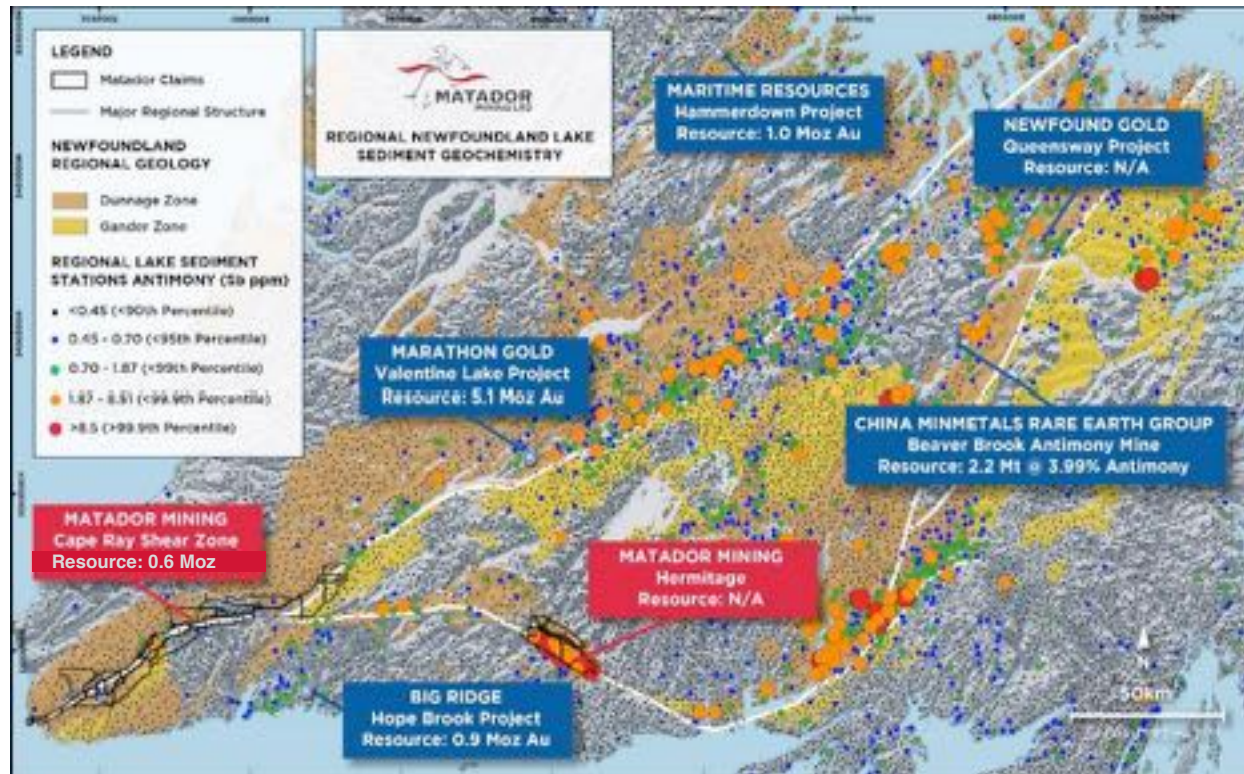 LEGEND
Matador Claims
Major Regional Structure
NEWFOUNDLAND
REGIONAL GEOLOGY
Dunnage Zone
Gander Zone
REGIONAL LAKE SEDIMENT
STATIONS ANTIMONY (Sb ppm)
<0.45 (<90th Percentile)
0.45 - 0.70 (<95th Percentile)
0.70 - 1.87 (<99th Percentile)
1.87 - 8.51 (<99.9th Percentile)
>8.5 (>99.9th Percentile)
MATADOR
MINING LTD
REGIONAL NEWFOUNDLAND LAKE
SEDIMENT GEOCHEMISTRY
MARITIME RESOURCES
Hammerdown Project
Resource: 1.0 Moz Au
NEWFOUND GOLD
Queensway Project
Resource: N/A
MARATHON GOLD
Valentine Lake Project
Resource: 5.1 Moz Au
CHINA MINMETALS RARE EARTH GROUP
Beaver Brook Antimony Mine
Resource: 2.2 Mt @ 3.99% Antimony
MATADOR MINING
Cape Ray Shear Zone
Resource: 0.6 Moz
MATADOR MINING
Hermitage
Resource: N/A
BIG RIDGE
Hope Brook Project
Resource: 0.9 Moz Au
N
50km